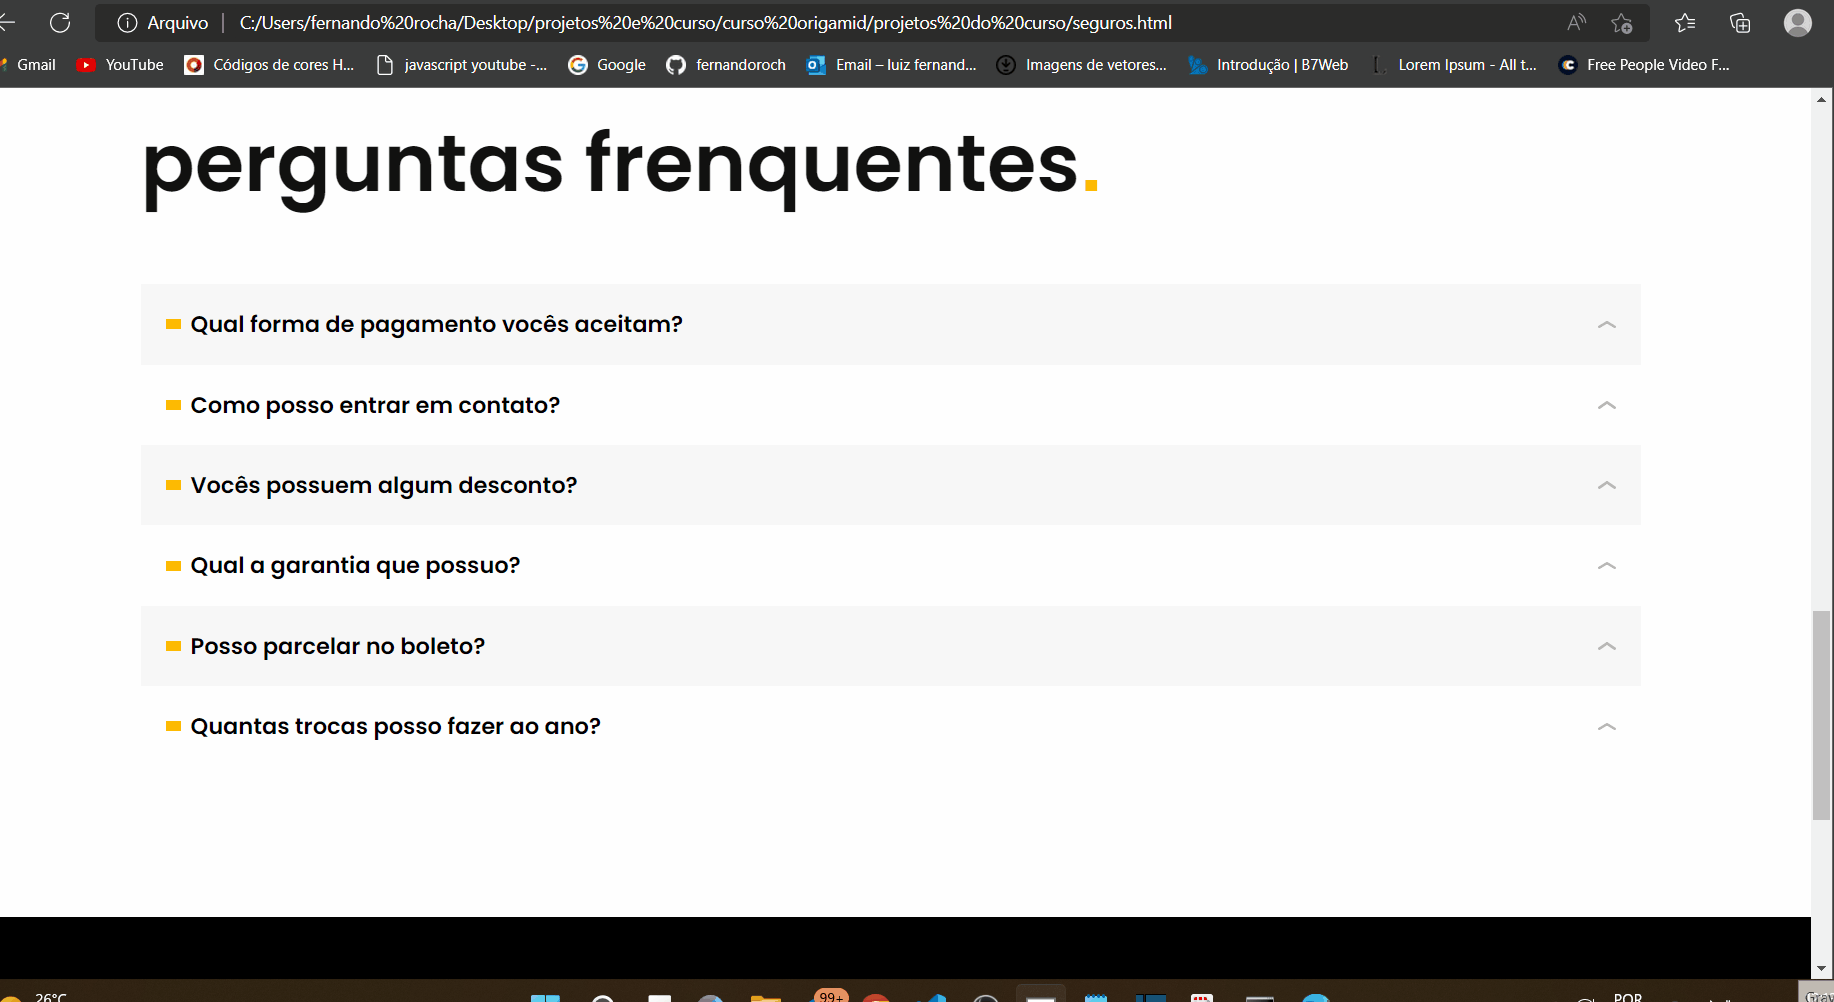 Arquivo C:/Users/fernando%20rocha/Desktop/projetos%20e%20curso/curso%20origamid/projetos%20do%20curso/seguros.html
Gmail YouTube Códigos de cores H... javascript youtube -... Google fernandoroch Email – luiz fernand... Imagens de vetores... Introdução | B7Web Lorem Ipsum - All t... Free People Video F...
perguntas frenquentes.
Qual forma de pagamento vocês aceitam?
Como posso entrar em contato?
Vocês possuem algum desconto?
Qual a garantia que possuo?
Posso parcelar no boleto?
Quantas trocas posso fazer ao ano?
26°C 99+ POR